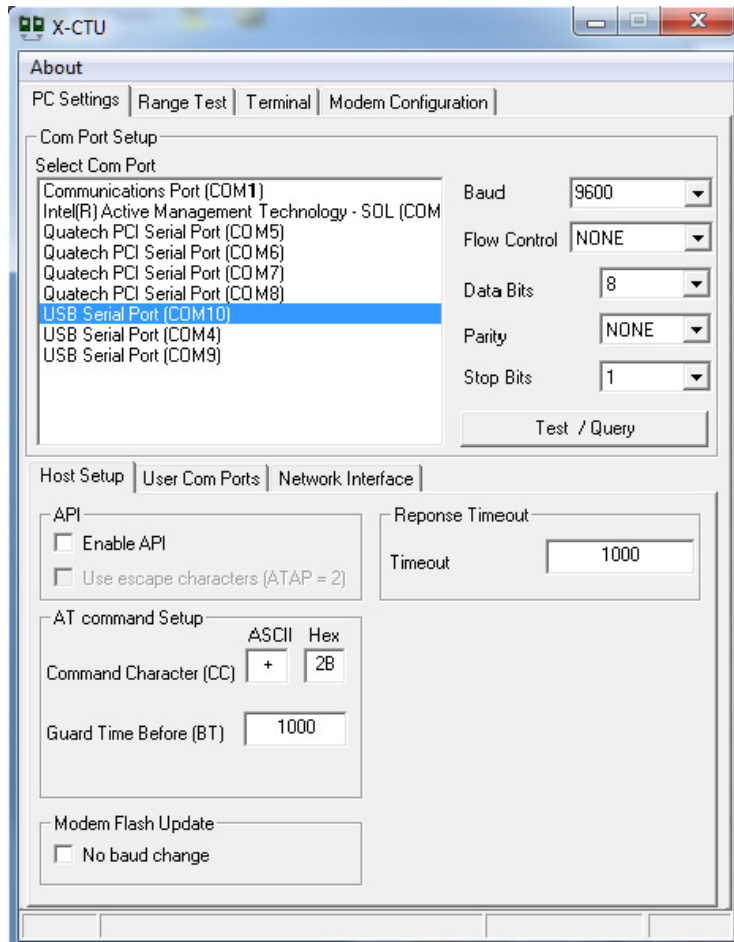 X-CTU
About
PC Settings Range Test Terminal Modem Configuration
Com Port Setup
Select Com Port
Communications Port (COM1)
Intel(R) Active Management Technology - SOL (COM
Quatech PCI Serial Port (COM5)
Quatech PCI Serial Port (COM6)
Quatech PCI Serial Port (COM7)
Quatech PCI Serial Port (COM8)
USB Serial Port (COM10)
USB Serial Port (COM4)
USB Serial Port (COM9)
Baud 9600
Flow Control NONE
Data Bits 8
Parity NONE
Stop Bits 1
Test / Query
Host Setup User Com Ports Network Interface
API
Enable API
Use escape characters (ATAP = 2)
Reponse Timeout
Timeout 1000
AT command Setup
ASCII Hex
Command Character (CC) + 2B
Guard Time Before (BT) 1000
Modem Flash Update
No baud change